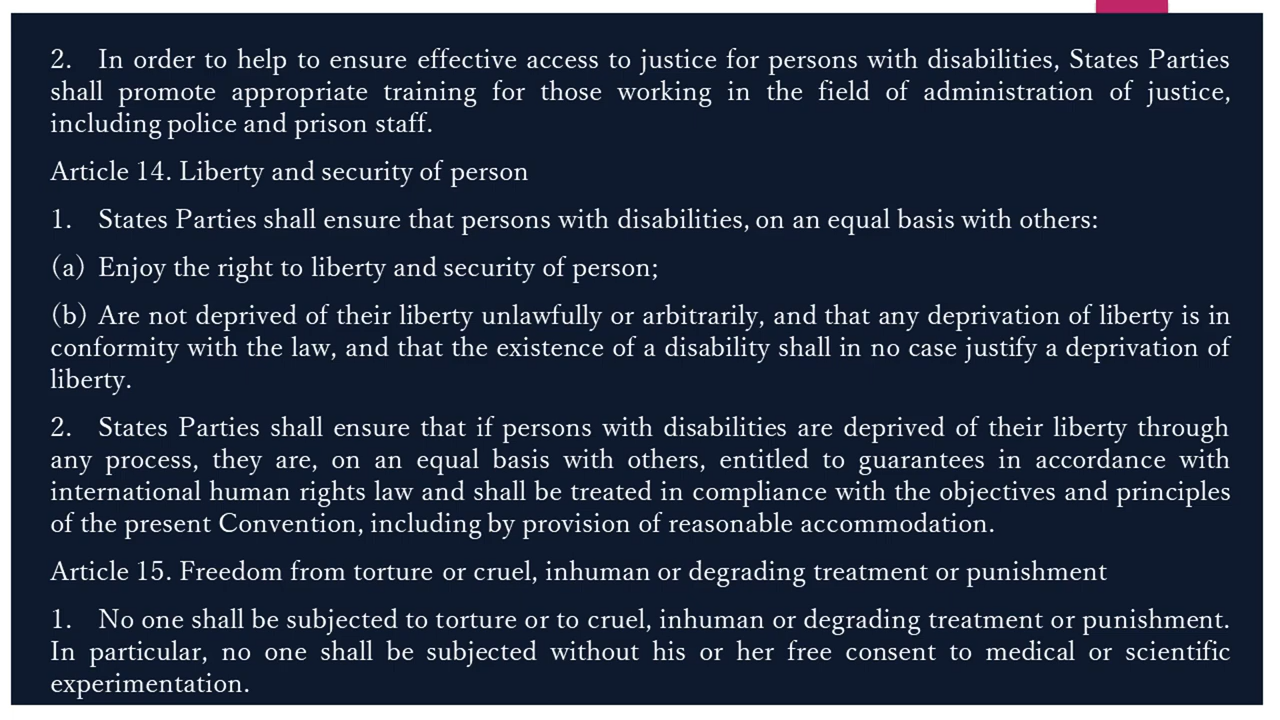 2. In order to help to ensure effective access to justice for persons with disabilities, States Parties
shall promote appropriate training for those working in the field of administration of justice,
including police and prison staff.
Article 14. Liberty and security of person
1. States Parties shall ensure that persons with disabilities, on an equal basis with others:
(a) Enjoy the right to liberty and security of person;
(b) Are not deprived of their liberty unlawfully or arbitrarily, and that any deprivation of liberty is in
conformity with the law, and that the existence of a disability shall in no case justify a deprivation of
liberty.
2. States Parties shall ensure that if persons with disabilities are deprived of their liberty through
any process, they are, on an equal basis with others, entitled to guarantees in accordance with
international human rights law and shall be treated in compliance with the objectives and principles
of the present Convention, including by provision of reasonable accommodation.
Article 15. Freedom from torture or cruel, inhuman or degrading treatment or punishment
1. No one shall be subjected to torture or to cruel, inhuman or degrading treatment or punishment.
In particular, no one shall be subjected without his or her free consent to medical or scientific
experimentation.